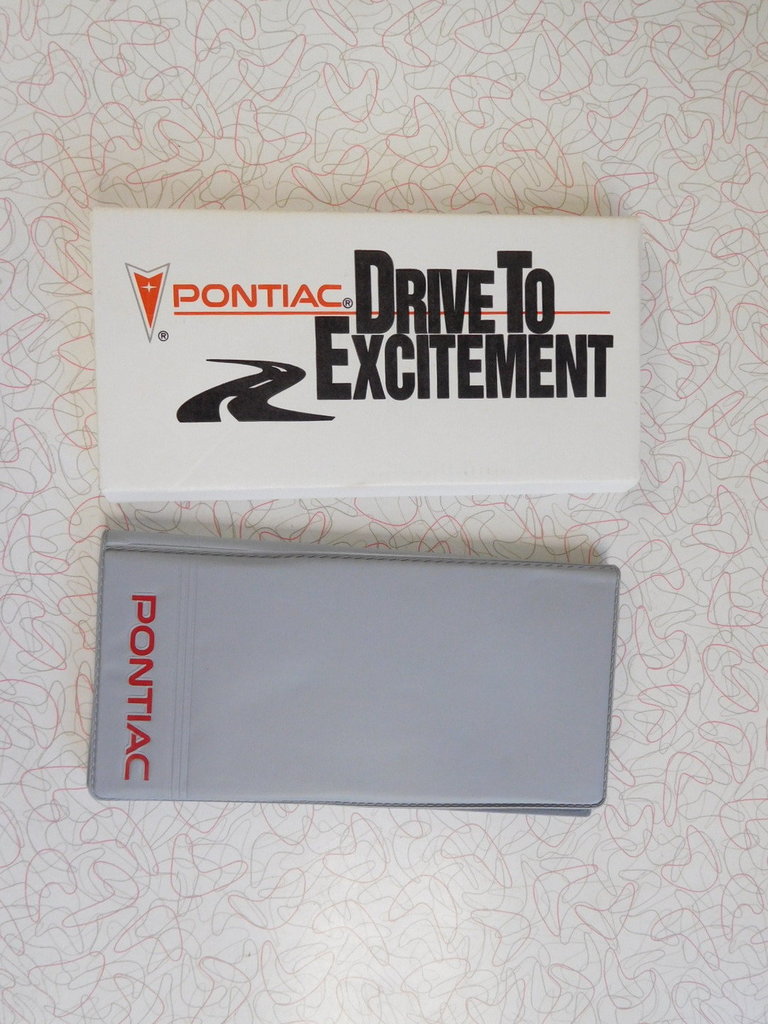 PONTIAC® DRIVE TO
EXCITEMENT
®
PONTIAC